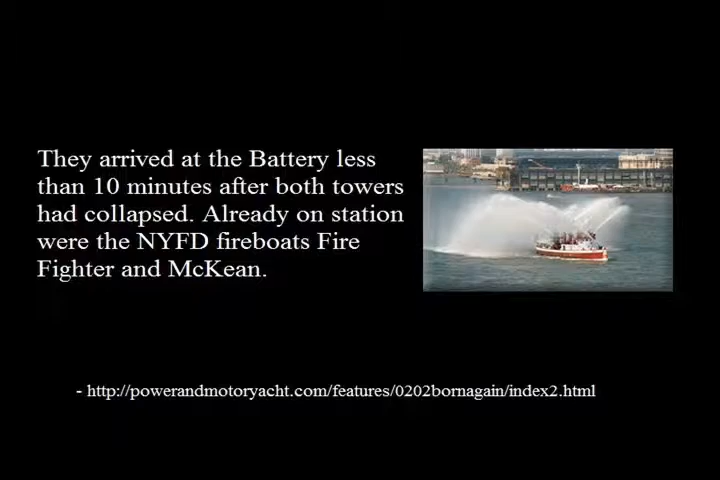 They arrived at the Battery less
than 10 minutes after both towers
had collapsed. Already on station
were the NYFD fireboats Fire
Fighter and McKean.
- http://powerandmotoryacht.com/features/0202bornagain/index2.html